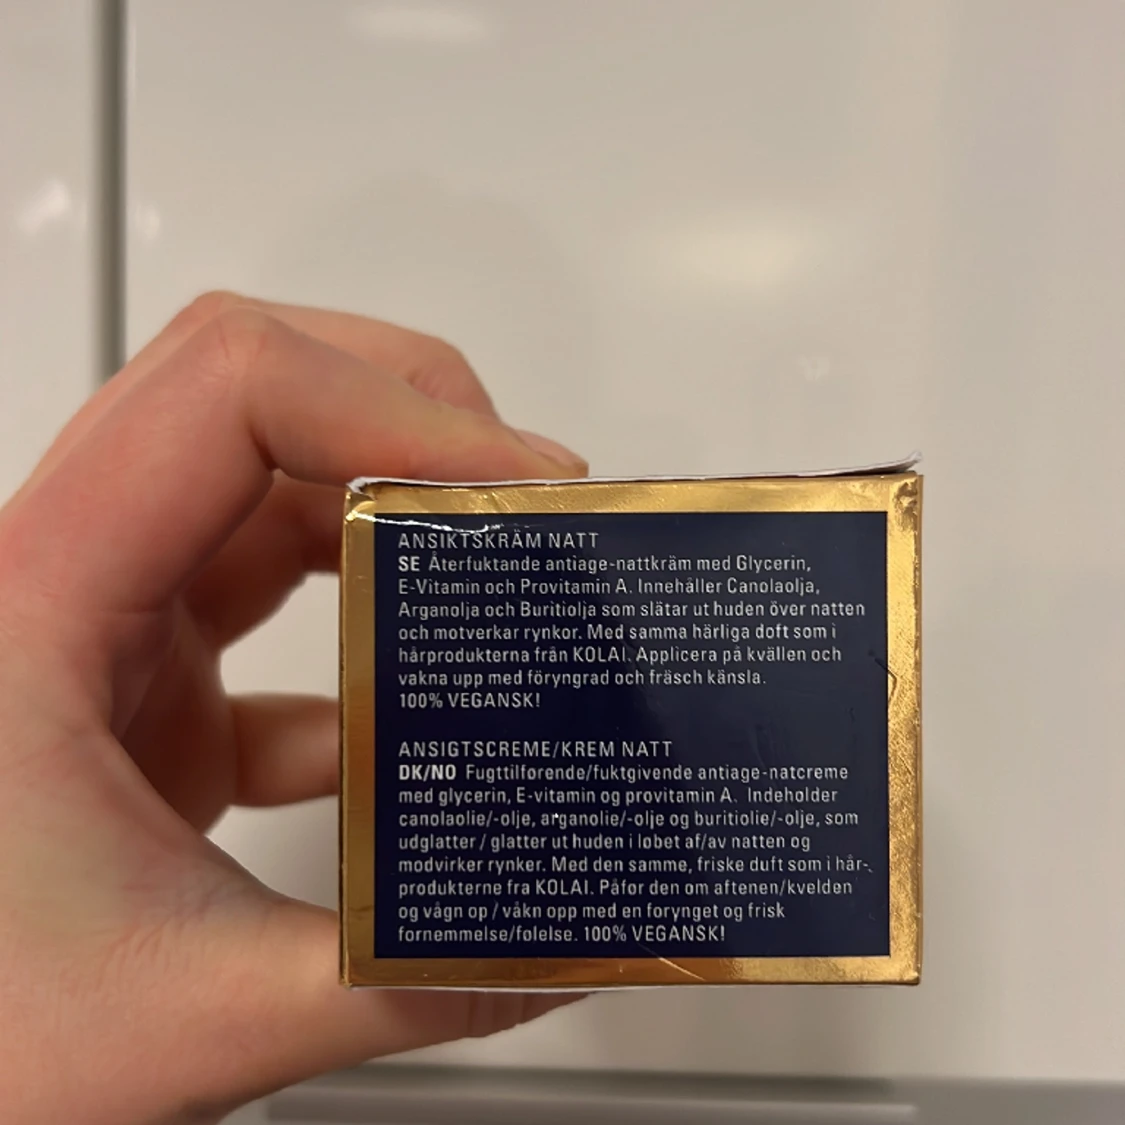 ANSIKTSKRÄM NATT
SE Återfuktande antiage-nattkräm med Glycerin,
E-Vitamin och Provitamin A. Innehåller Canolaolja,
Arganolja och Buritiolja som slätar ut huden över natten
och motverkar rynkor. Med samma härliga doft som i
hårprodukterna från KOLAI. Applicera på kvällen och
vakna upp med föryngrad och fräsch känsla.
100% VEGANSK!
ANSIGTSCREME/KREM NATT
DK/NO Fugttilførende/fuktgivende antiage-natcreme
med glycerin, E-vitamin og provitamin A. Indeholder
canolaolie/-olje, arganolie/-olje og buritiolie/-olje, som
udglatter / glatter ut huden i løbet af/av natten og
modvirker rynker. Med den samme, friske duft som i hår-
produkterne fra KOLAI. Påfør den om aftenen/kvelden
og vågn op / våkn opp med en forynget og frisk
fornemmelse/følelse. 100% VEGANSK!